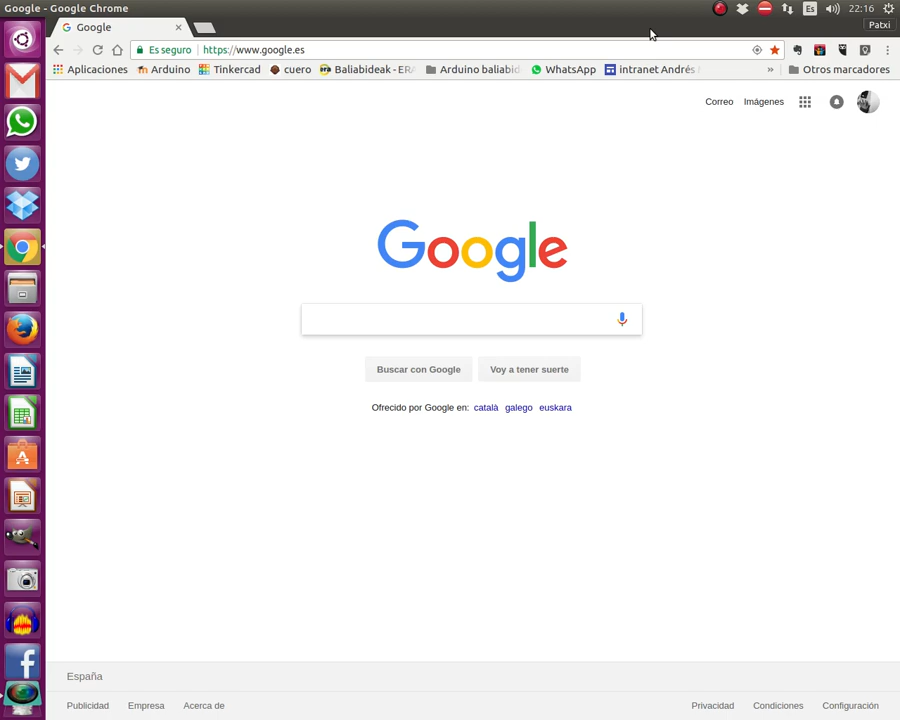 Google - Google Chrome
Es
22:16
Google
Patxi
Es seguro
https://www.google.es
Aplicaciones
Arduino
Tinkercad
cuero
Baliabideak - ERA
Arduino baliabid
WhatsApp
intranet Andrés
»
Otros marcadores
Correo
Imágenes
Google
Buscar con Google
Voy a tener suerte
Ofrecido por Google en: català galego euskara
España
Publicidad
Empresa
Acerca de
Privacidad
Condiciones
Configuración